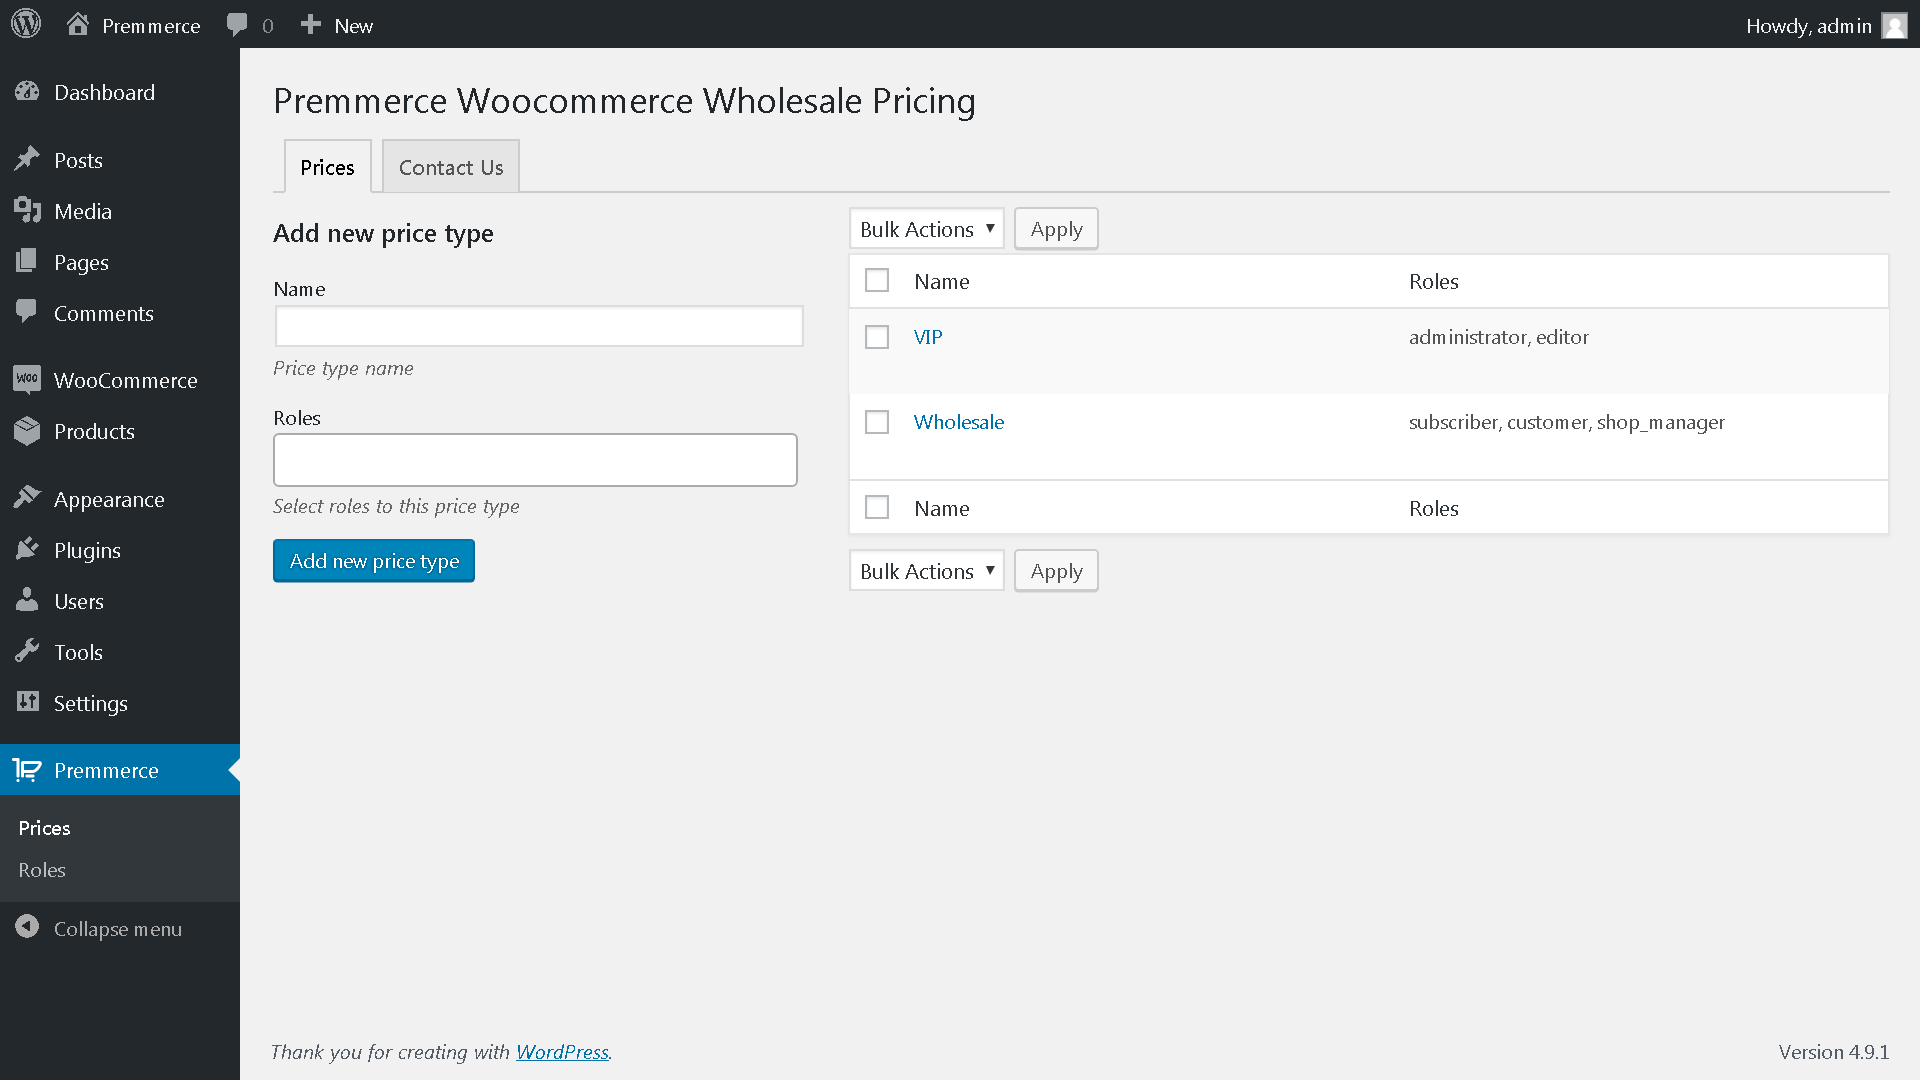 Premmerce
0
New
Howdy, admin
Dashboard
Posts
Media
Pages
Comments
WooCommerce
Products
Appearance
Plugins
Users
Tools
Settings
Premmerce
Prices
Roles
Collapse menu
Premmerce Woocommerce Wholesale Pricing
Prices
Contact Us
Add new price type
Name
Price type name
Roles
Select roles to this price type
Add new price type
Bulk Actions
Apply
Name Roles
VIP administrator, editor
Wholesale subscriber, customer, shop_manager
Name Roles
Bulk Actions
Apply
Thank you for creating with WordPress.
Version 4.9.1